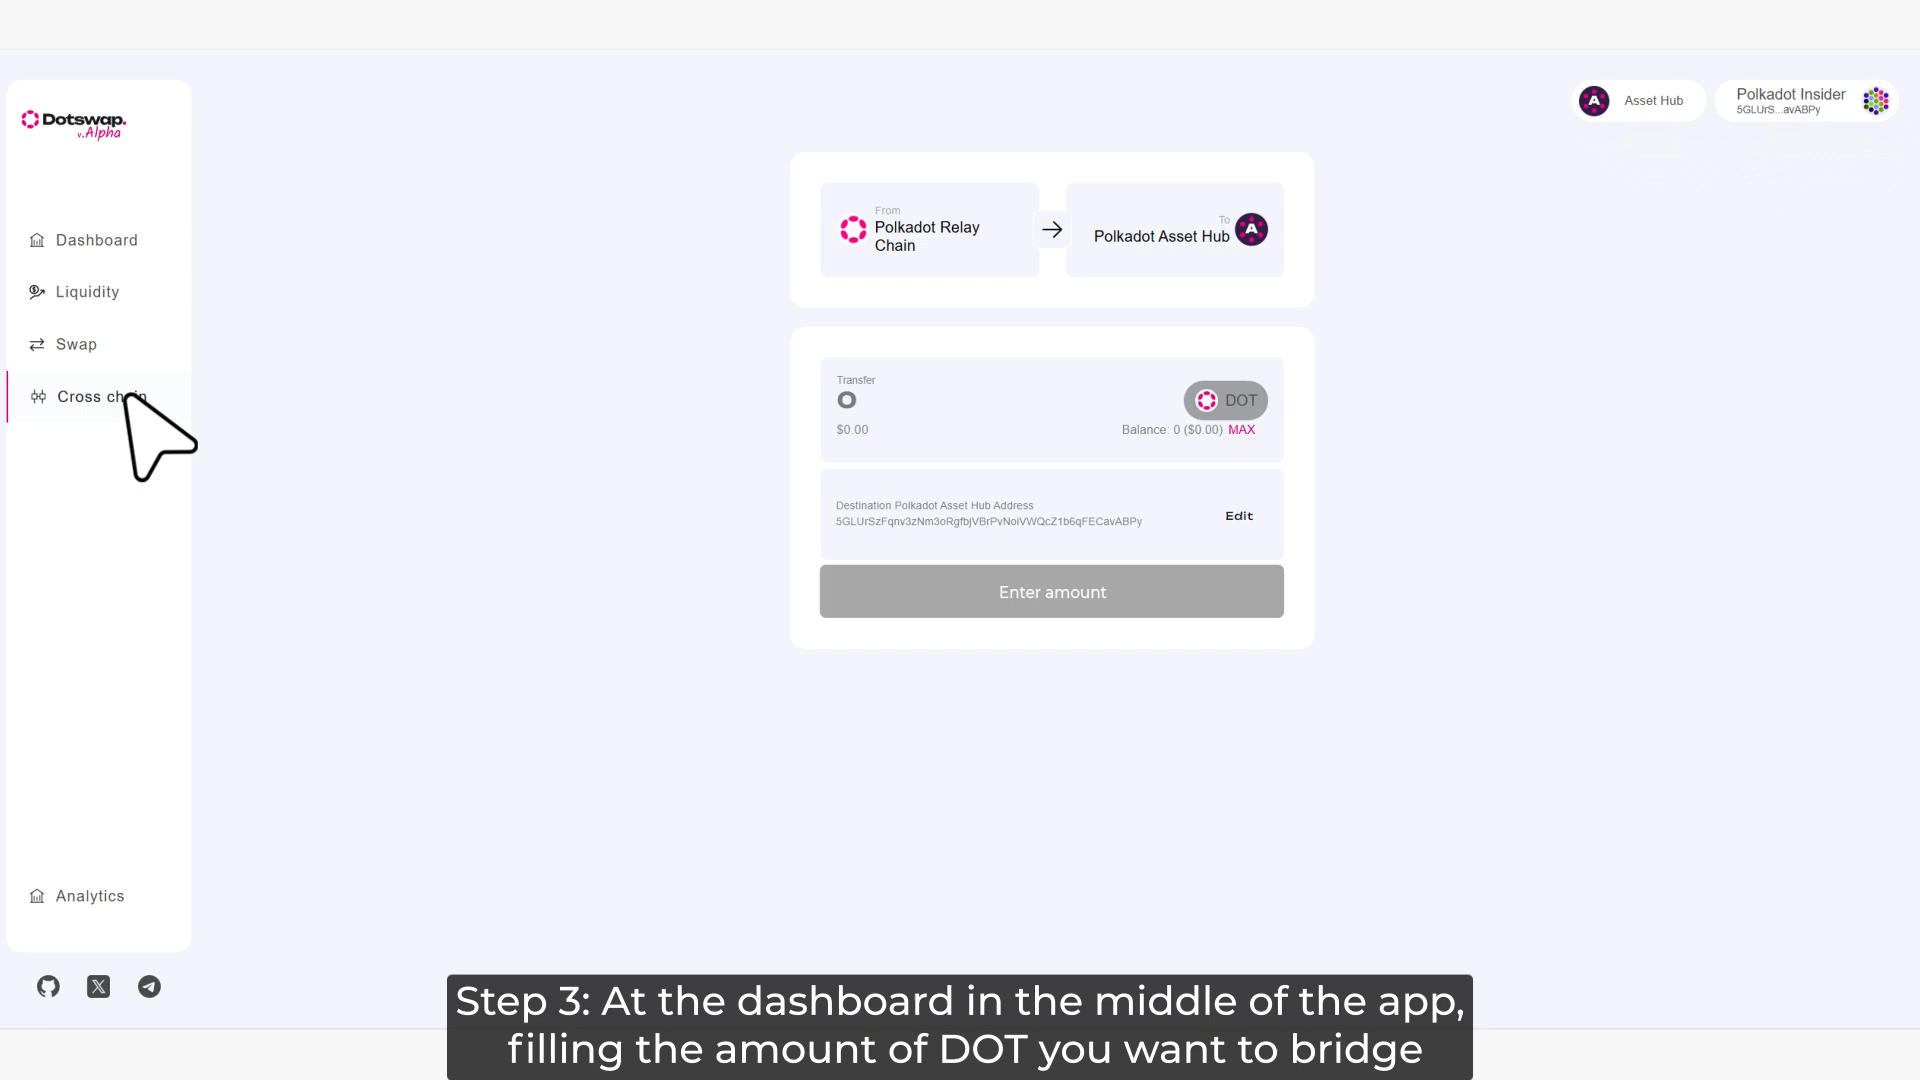 Dotswap.
v.Alpha
Dashboard
Liquidity
Swap
Cross chain
Analytics
A
Asset Hub
Polkadot Insider
5GLUrS...avABPy
From
Polkadot Relay
Chain
To
Polkadot Asset Hub
A
Transfer
0
DOT
$0.00
Balance: 0 ($0.00) MAX
Destination Polkadot Asset Hub Address
5GLUrSzFqnv3zNm3oRgfbjVBrPvNoiVWQcZ1b6qFECavABPy
Edit
Enter amount
Step 3: At the dashboard in the middle of the app,
filling the amount of DOT you want to bridge